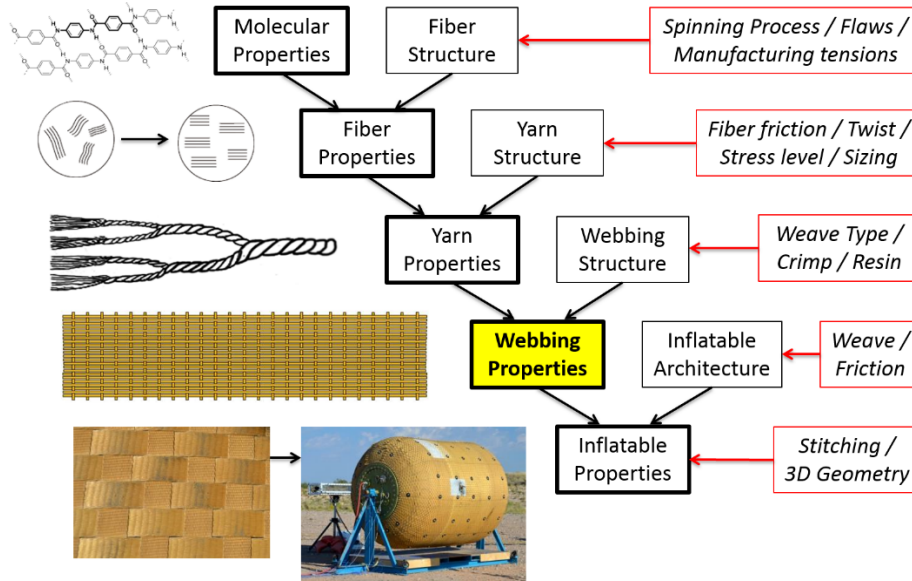 Molecular
Properties
Fiber
Structure
Spinning Process / Flaws /
Manufacturing tensions
Fiber
Properties
Yarn
Structure
Fiber friction / Twist /
Stress level / Sizing
Yarn
Properties
Webbing
Structure
Weave Type /
Crimp / Resin
Webbing
Properties
Inflatable
Architecture
Weave /
Friction
Inflatable
Properties
Stitching /
3D Geometry